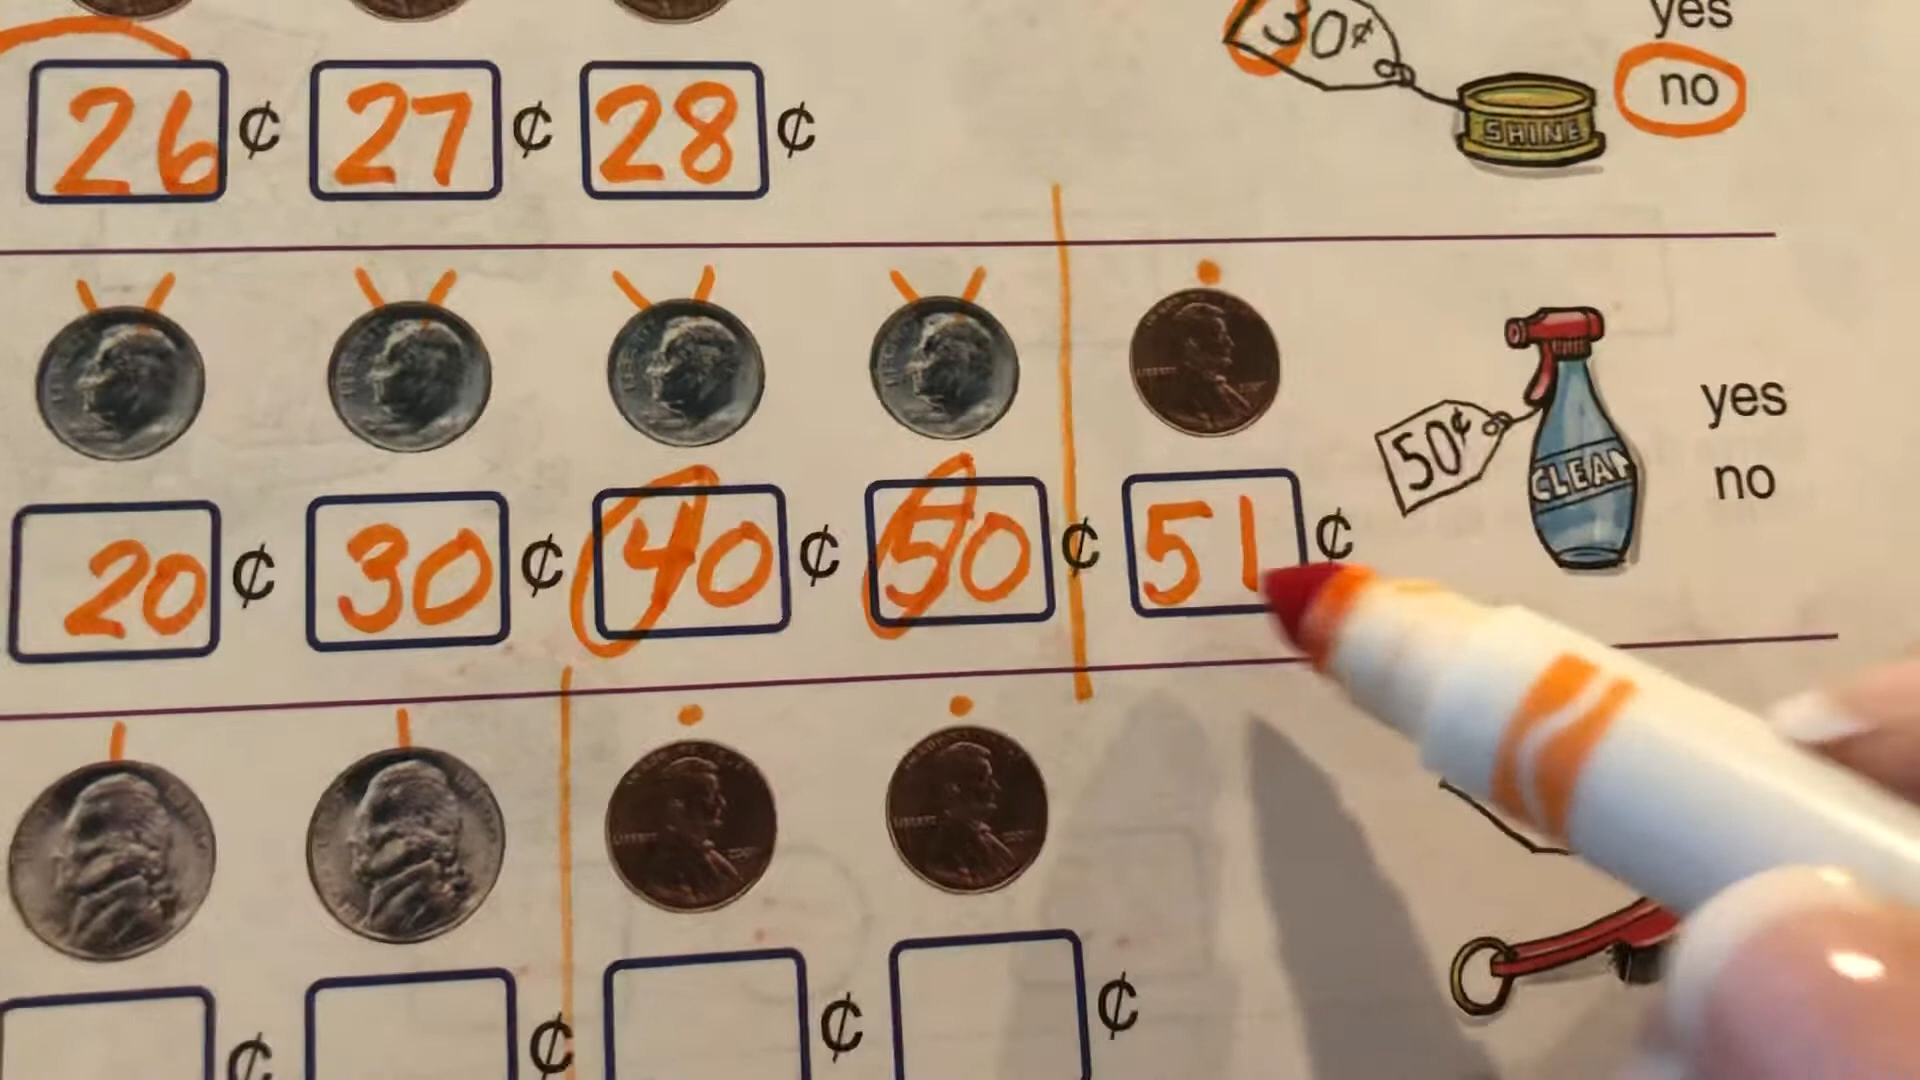 yes
30¢
26 ¢ 27 ¢ 28 ¢
SHINE
no
50¢
CLEAN
yes
no
20 ¢ 30 ¢ 40 ¢ 50 ¢ 51 ¢
¢ ¢ ¢ ¢